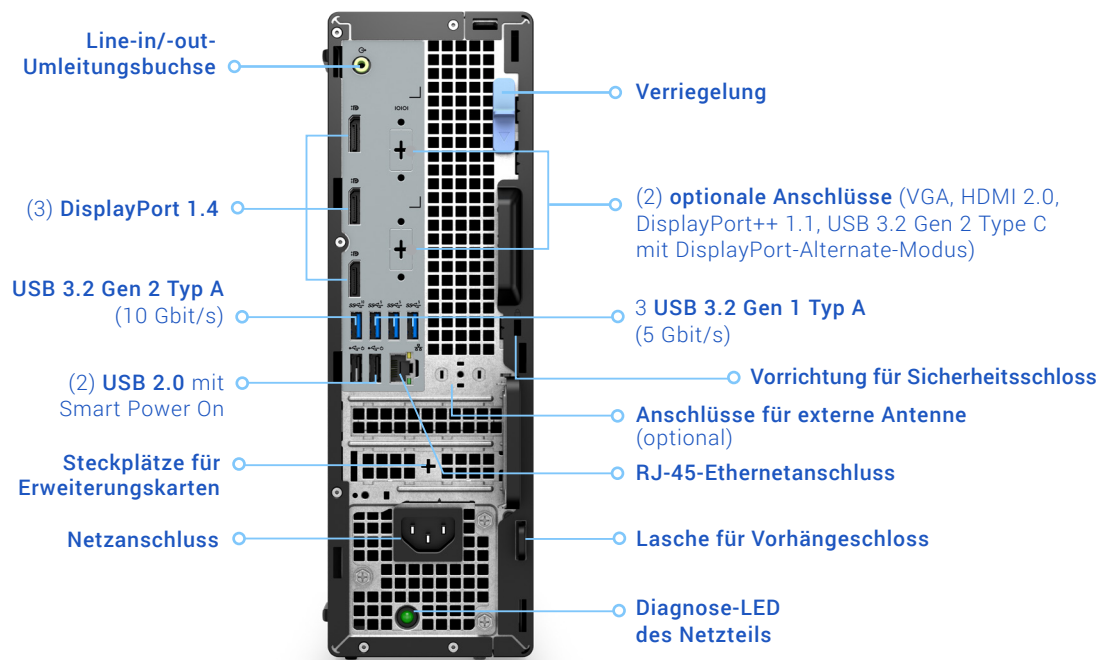 Line-in/-out-
Umleitungsbuchse
(3) DisplayPort 1.4
USB 3.2 Gen 2 Typ A
(10 Gbit/s)
(2) USB 2.0 mit
Smart Power On
Steckplätze für
Erweiterungskarten
Netzanschluss
Verriegelung
(2) optionale Anschlüsse (VGA, HDMI 2.0,
DisplayPort++ 1.1, USB 3.2 Gen 2 Type C
mit DisplayPort-Alternate-Modus)
3 USB 3.2 Gen 1 Typ A
(5 Gbit/s)
Vorrichtung für Sicherheitsschloss
Anschlüsse für externe Antenne
(optional)
RJ-45-Ethernetanschluss
Lasche für Vorhängeschloss
Diagnose-LED
des Netzteils